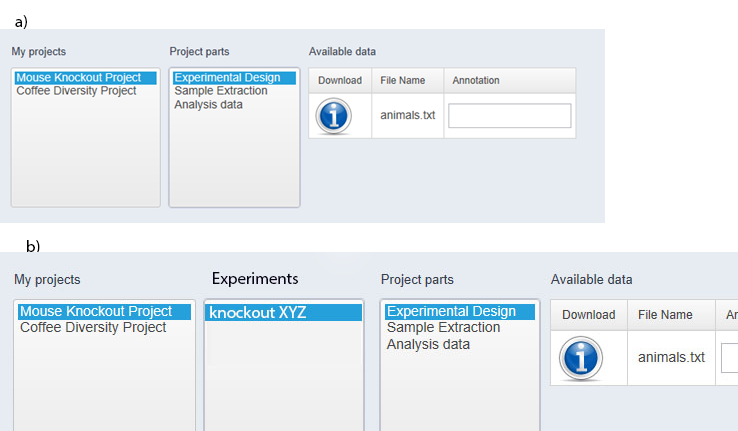 a)
My projects
Project parts
Available data
Mouse Knockout Project
Coffee Diversity Project
Experimental Design
Sample Extraction
Analysis data
Download
File Name
Annotation
i
animals.txt
b)
My projects
Experiments
Project parts
Available data
Mouse Knockout Project
Coffee Diversity Project
knockout XYZ
Experimental Design
Sample Extraction
Analysis data
Download
File Name
Ar
i
animals.txt